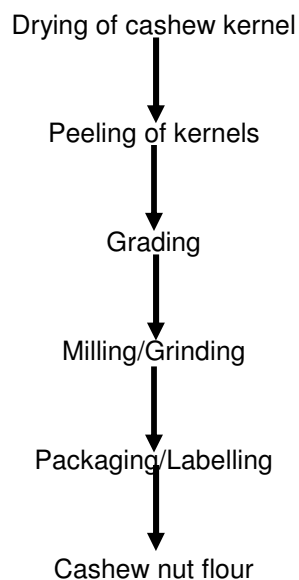 Drying of cashew kernel
Peeling of kernels
Grading
Milling/Grinding
Packaging/Labelling
Cashew nut flour